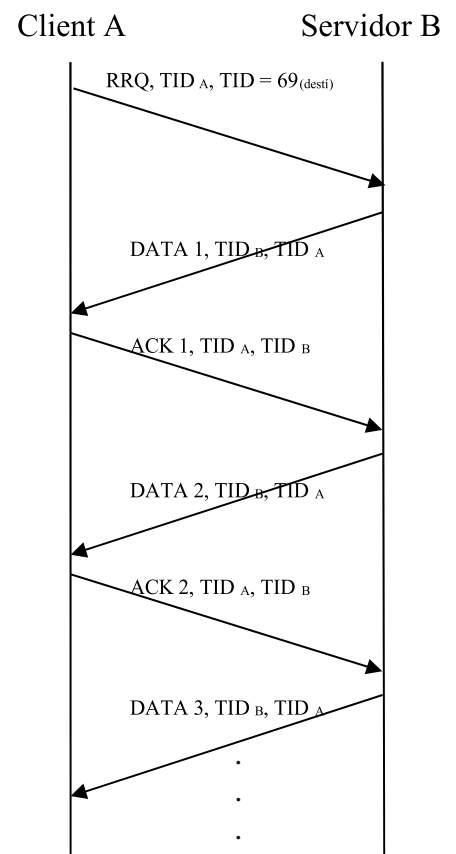 Client A Servidor B
RRQ, TID A, TID = 69(destí)
DATA 1, TID B, TID A
ACK 1, TID A, TID B
DATA 2, TID B, TID A
ACK 2, TID A, TID B
DATA 3, TID B, TID A
.
.
.